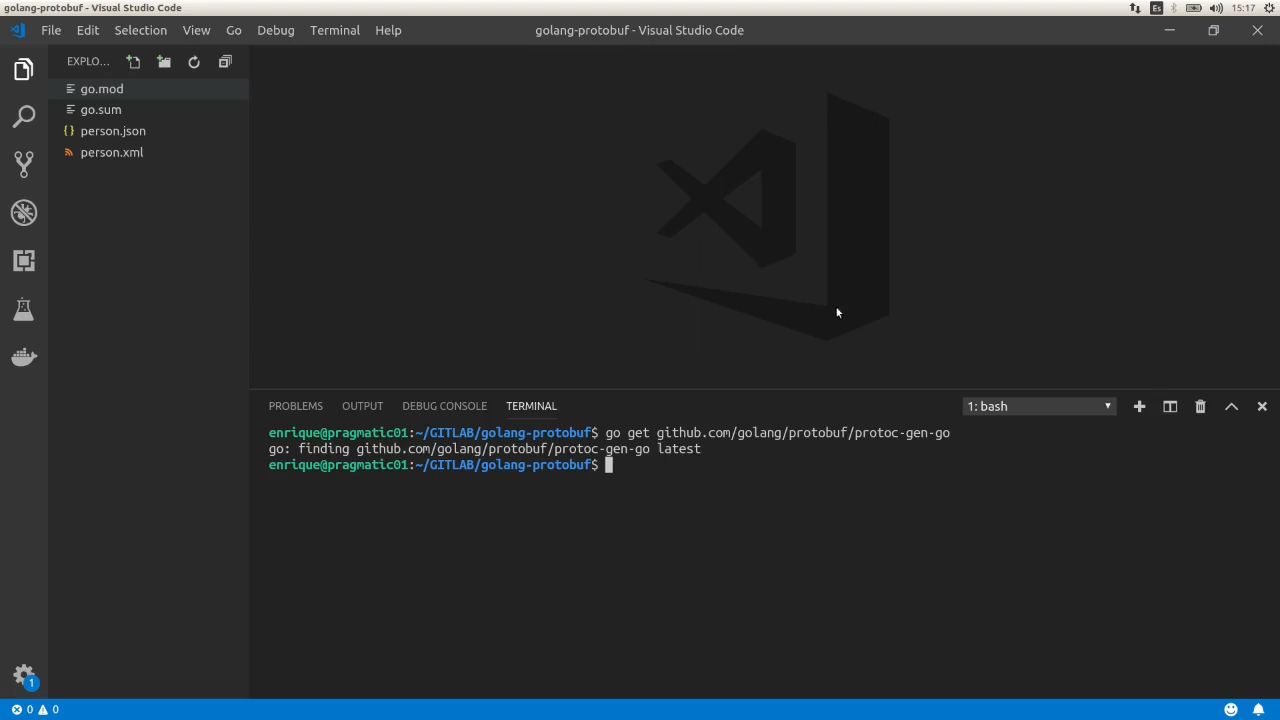 golang-protobuf - Visual Studio Code
Es
15:17
File Edit Selection View Go Debug Terminal Help
golang-protobuf - Visual Studio Code
EXPLO...
go.mod
go.sum
person.json
person.xml
PROBLEMS OUTPUT DEBUG CONSOLE TERMINAL
1: bash
enrique@pragmatic01:~/GITLAB/golang-protobuf$ go get github.com/golang/protobuf/protoc-gen-go
go: finding github.com/golang/protobuf/protoc-gen-go latest
enrique@pragmatic01:~/GITLAB/golang-protobuf$
1
0 0